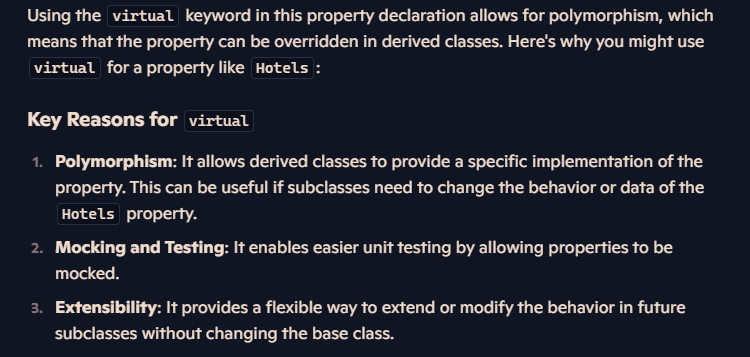 Using the virtual keyword in this property declaration allows for polymorphism, which
means that the property can be overridden in derived classes. Here's why you might use
virtual for a property like Hotels:
Key Reasons for virtual
1. Polymorphism: It allows derived classes to provide a specific implementation of the
property. This can be useful if subclasses need to change the behavior or data of the
Hotels property.
2. Mocking and Testing: It enables easier unit testing by allowing properties to be
mocked.
3. Extensibility: It provides a flexible way to extend or modify the behavior in future
subclasses without changing the base class.